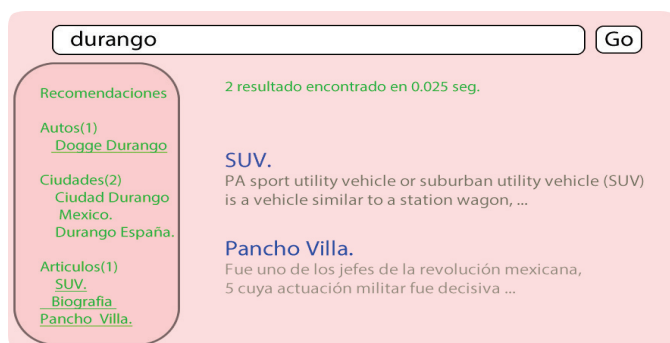 durango
Go
Recomendaciones
Autos(1)
Dogge Durango
Ciudades(2)
Ciudad Durango
Mexico.
Durango España.
Articulos(1)
SUV.
Biografia
Pancho Villa.
2 resultado encontrado en 0.025 seg.
SUV.
PA sport utility vehicle or suburban utility vehicle (SUV)
is a vehicle similar to a station wagon, ...
Pancho Villa.
Fue uno de los jefes de la revolución mexicana,
5 cuya actuación militar fue decisiva ...